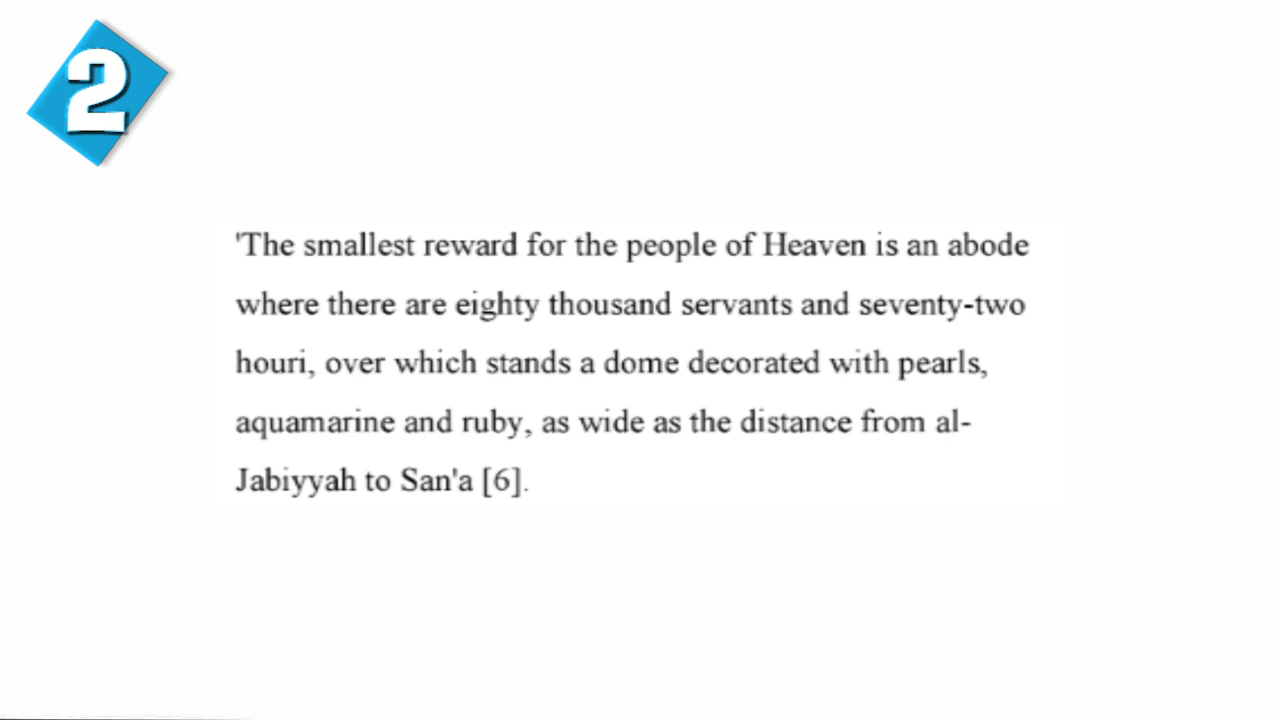 2
'The smallest reward for the people of Heaven is an abode
where there are eighty thousand servants and seventy-two
houri, over which stands a dome decorated with pearls,
aquamarine and ruby, as wide as the distance from al-
Jabiyyah to San'a [6].